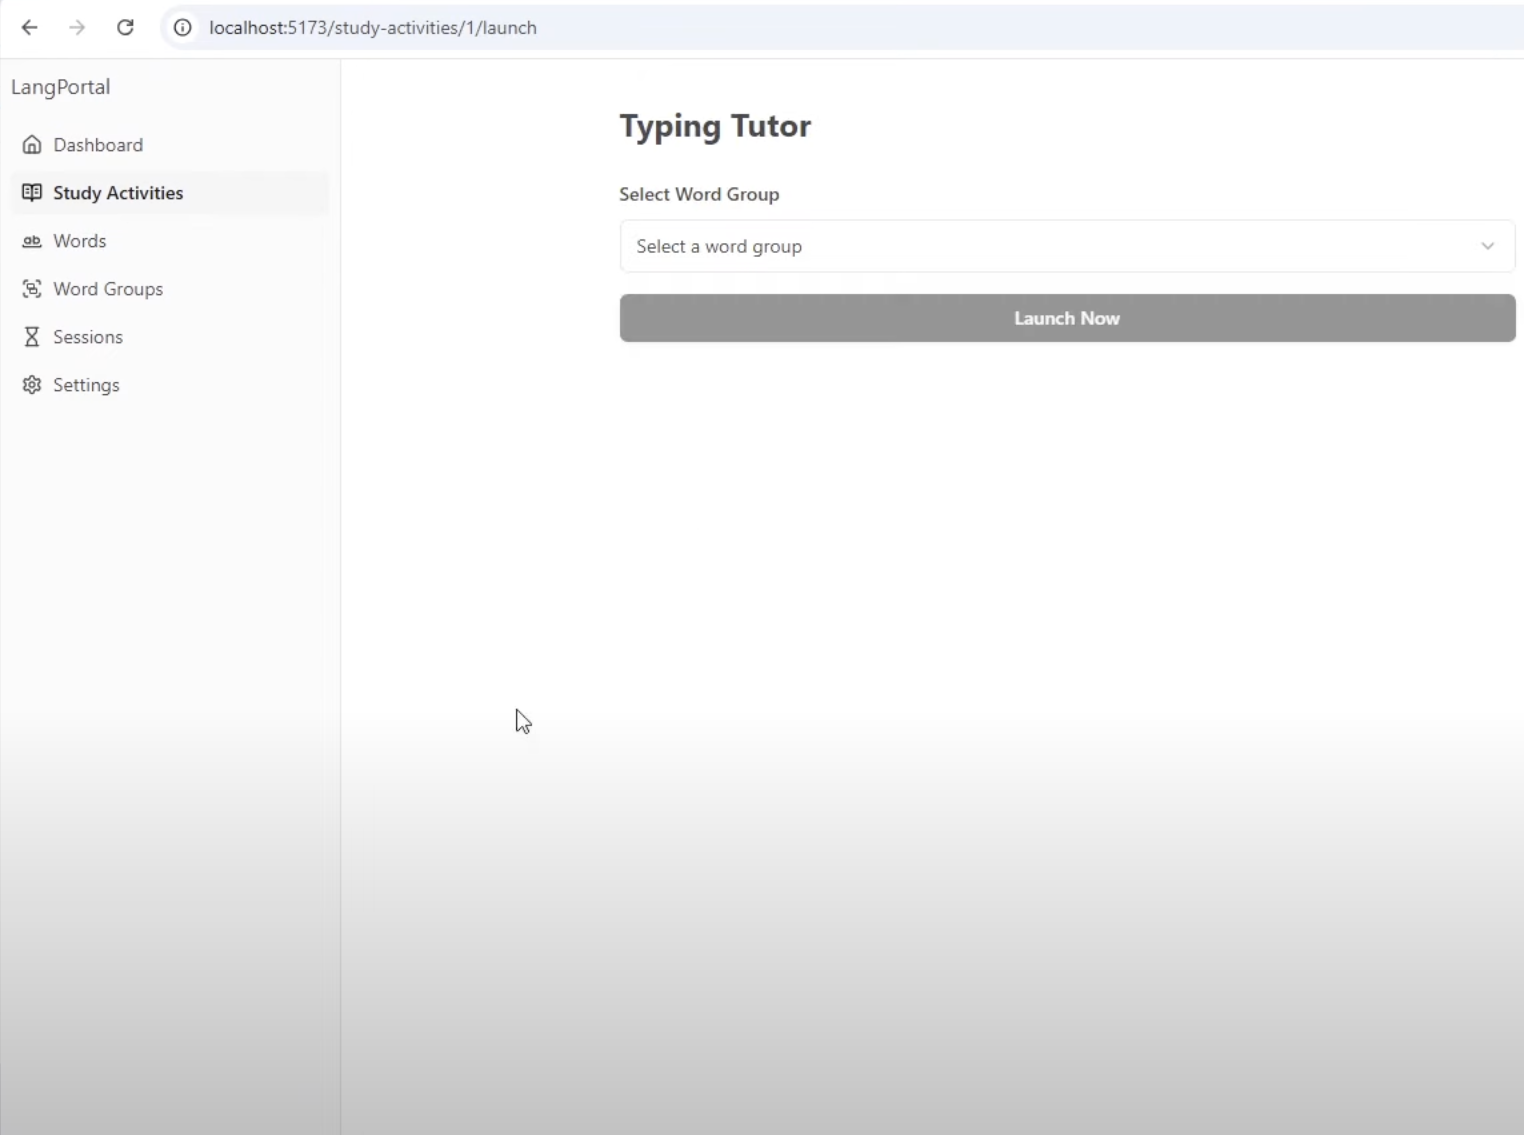 localhost:5173/study-activities/1/launch
LangPortal
Dashboard
Study Activities
Words
Word Groups
Sessions
Settings
Typing Tutor
Select Word Group
Select a word group
Launch Now